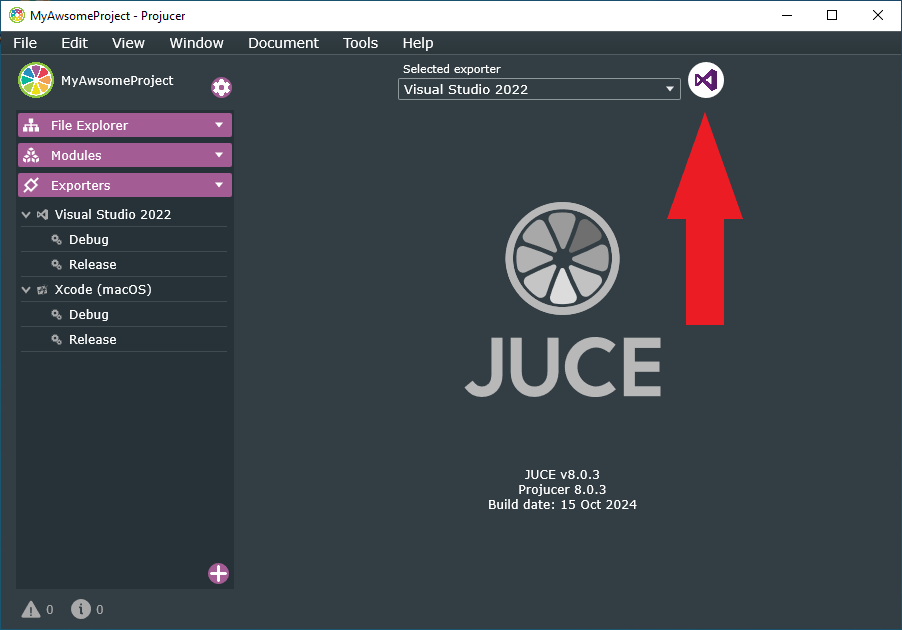 MyAwsomeProject - Projucer
File Edit View Window Document Tools Help
MyAwsomeProject
Selected exporter
Visual Studio 2022
File Explorer
Modules
Exporters
Visual Studio 2022
Debug
Release
Xcode (macOS)
Debug
Release
JUCE
JUCE v8.0.3
Projucer 8.0.3
Build date: 15 Oct 2024
0 0